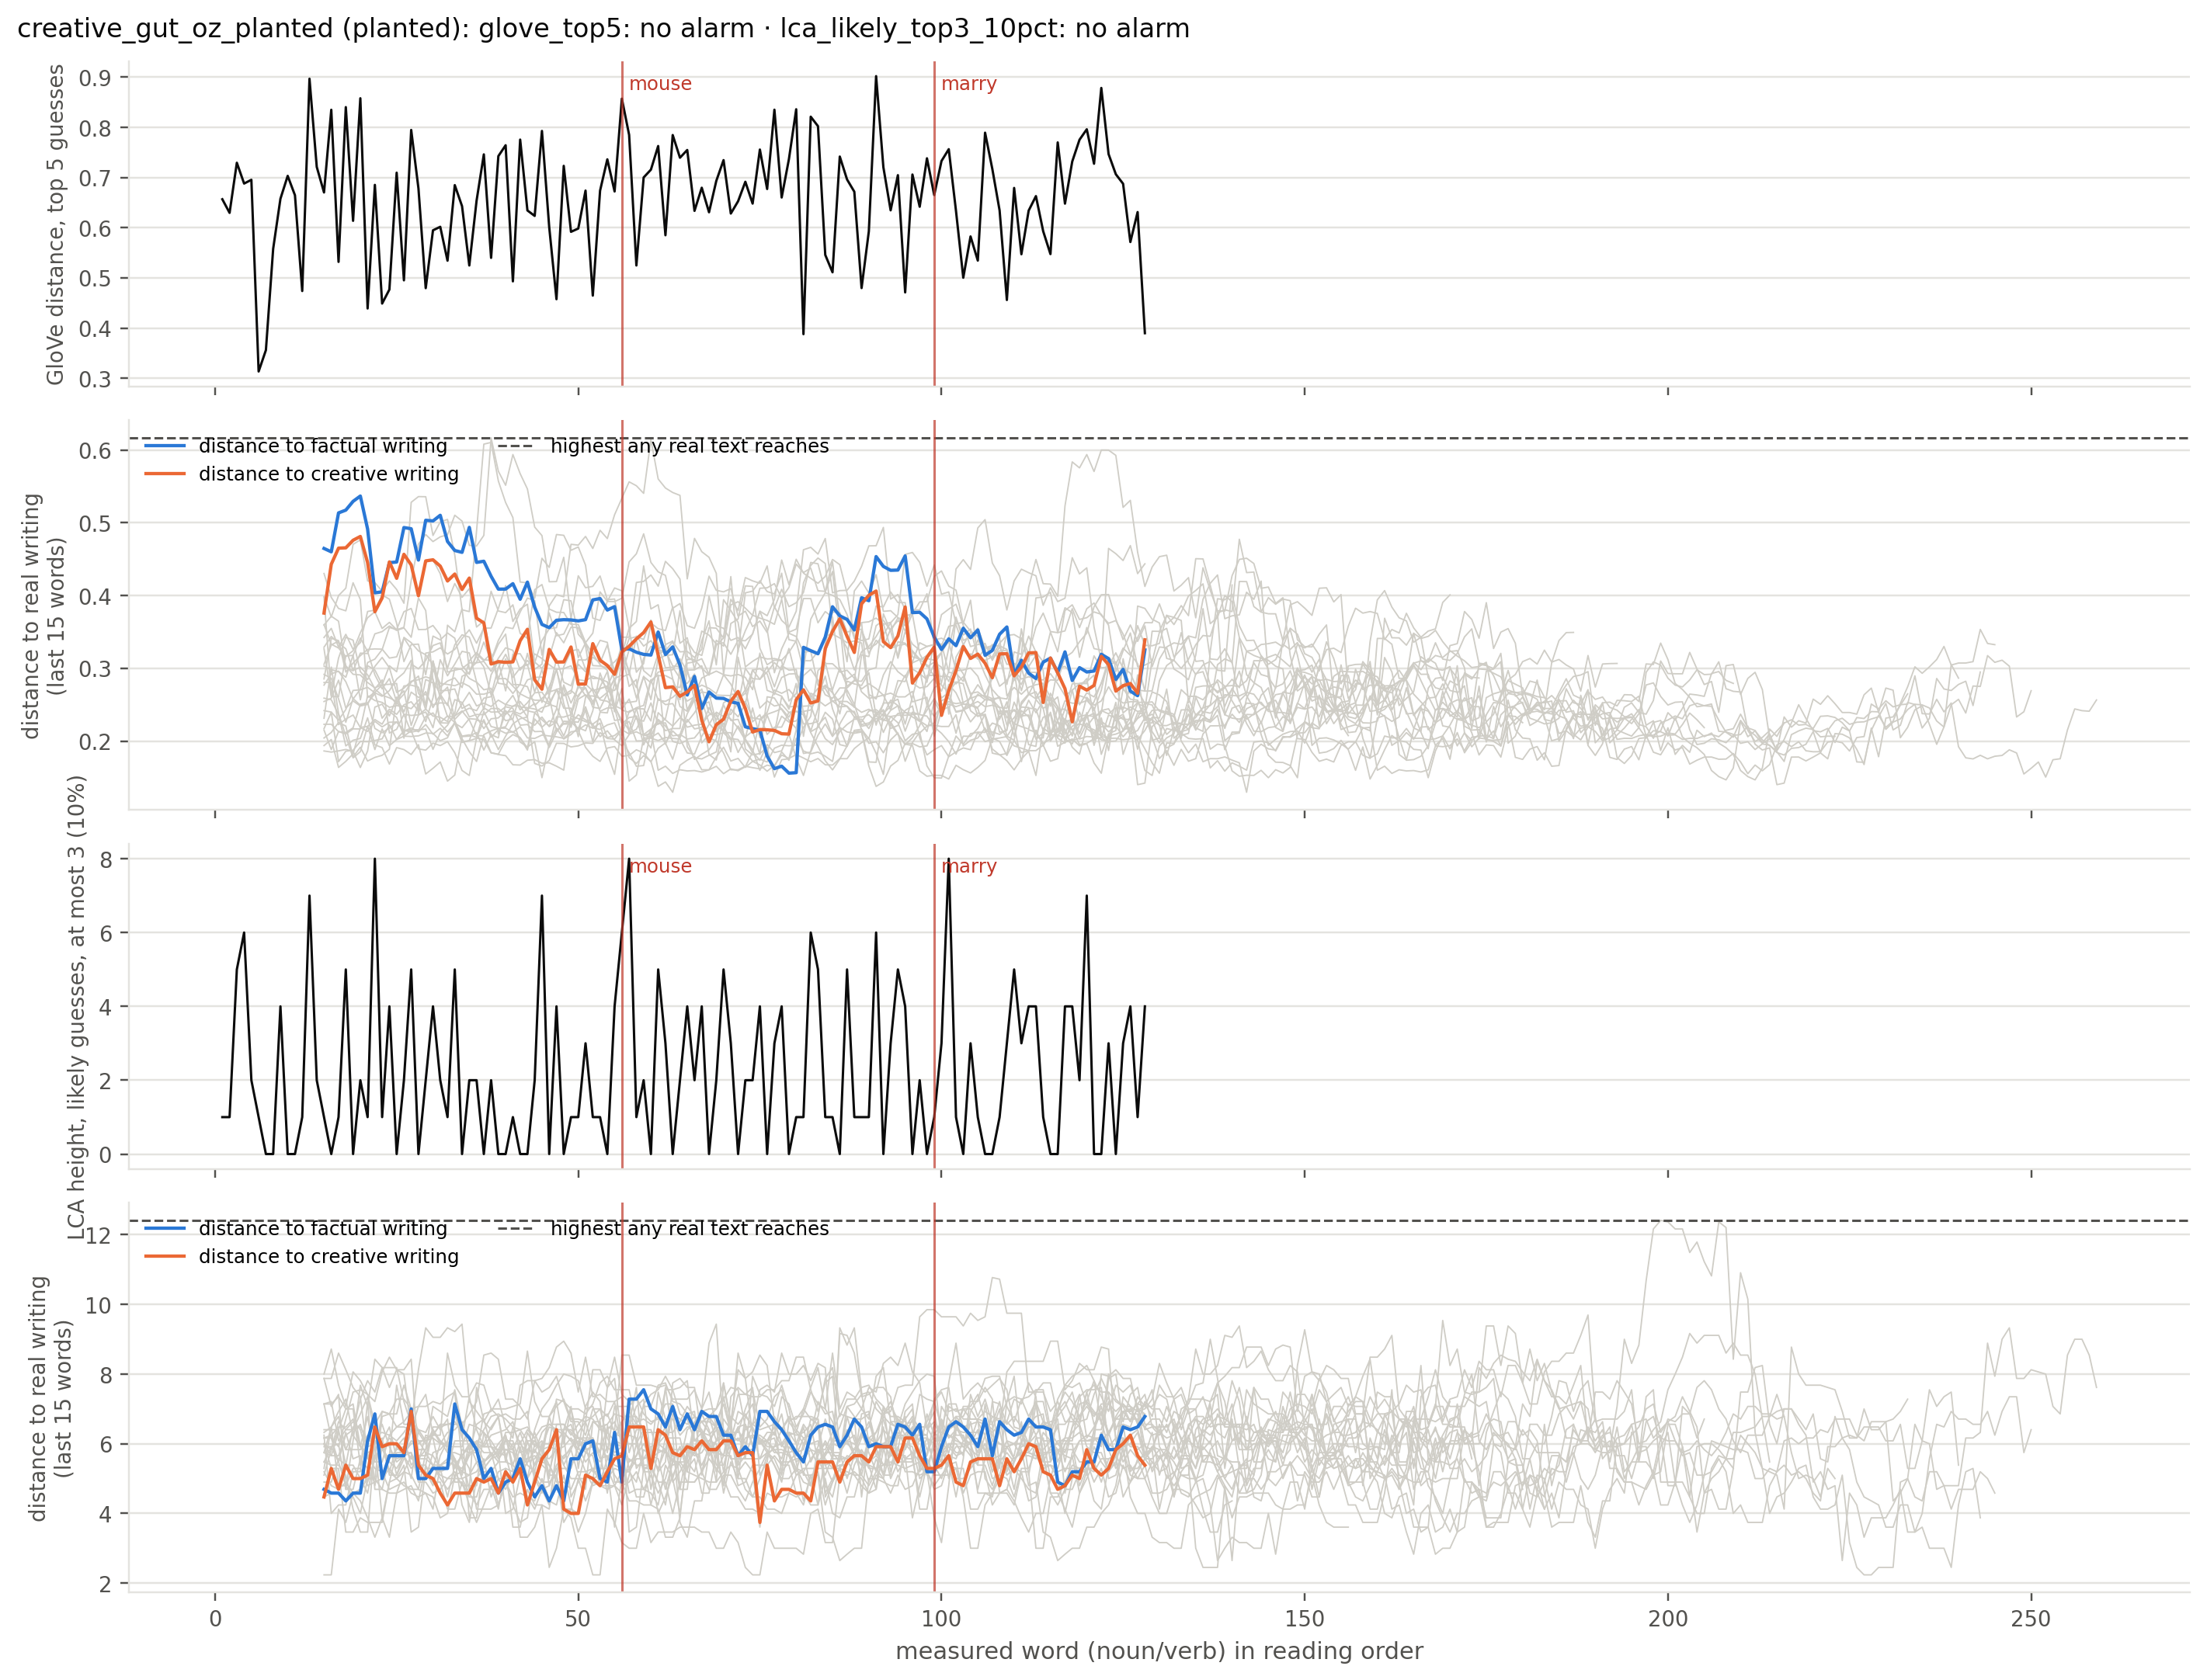 creative_gut_oz_planted (planted): glove_top5: no alarm · lca_likely_top3_10pct: no alarm
GloVe distance, top 5 guesses
0.9
0.8
0.7
0.6
0.5
0.4
0.3
mouse
marry
distance to real writing
(last 15 words)
0.6
0.5
0.4
0.3
0.2
distance to factual writing
distance to creative writing
highest any real text reaches
LCA height, likely guesses, at most 3 (10%)
8
6
4
2
0
mouse
marry
distance to real writing
(last 15 words)
12
10
8
6
4
2
distance to factual writing
distance to creative writing
highest any real text reaches
0
50
100
150
200
250
measured word (noun/verb) in reading order